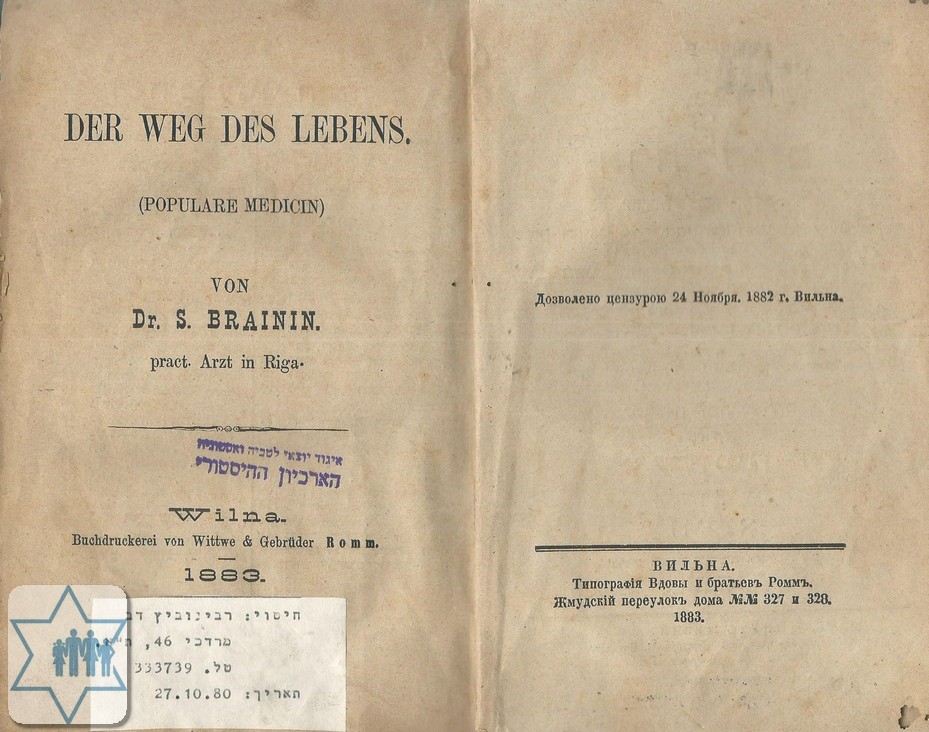 DER WEG DES LEBENS.
(POPULARE MEDICIN)
VON
Dr. S. BRAININ.
pract. Arzt in Riga.
איגוד יוצאי לטביה ואסטוניה
הארכיון ההיסטורי
Wilna.
Buchdruckerei von Wittwe & Gebrüder Romm.
1883.
חיסוי: רבינוביץ
מרדכי 46,
טל. 333739
תאריך: 27.10.80
Дозволено цензурою 24 Ноября. 1882 г. Вильна.
ВИЛЬНА.
Типографія Вдовы и братьевъ Роммъ.
Жмудскій переулокъ дома №№ 327 и 328.
1883.